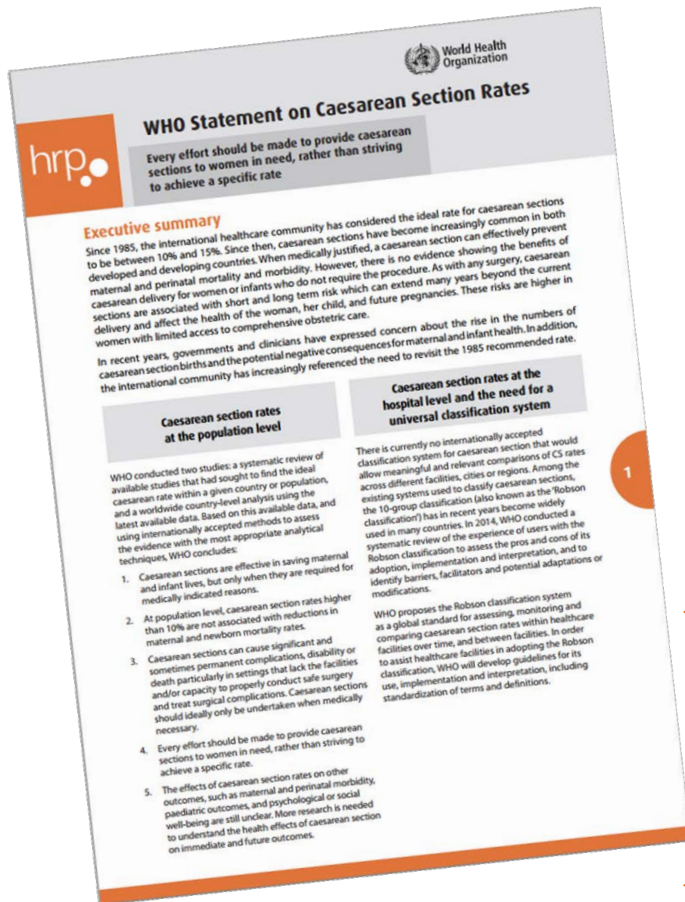 World Health
Organization
WHO Statement on Caesarean Section Rates
hrp
Every effort should be made to provide caesarean
sections to women in need, rather than striving
to achieve a specific rate
Executive summary
Since 1985, the international healthcare community has considered the ideal rate for caesarean sections
to be between 10% and 15%. Since then, caesarean sections have become increasingly common in both
developed and developing countries. When medically justified, a caesarean section can effectively prevent
maternal and perinatal mortality and morbidity. However, there is no evidence showing the benefits of
caesarean delivery for women or infants who do not require the procedure. As with any surgery, caesarean
sections are associated with short and long term risk which can extend many years beyond the current
delivery and affect the health of the woman, her child, and future pregnancies. These risks are higher in
women with limited access to comprehensive obstetric care.
In recent years, governments and clinicians have expressed concern about the rise in the numbers of
caesarean section births and the potential negative consequences for maternal and infant health. In addition,
the international community has increasingly referenced the need to revisit the 1985 recommended rate.
Caesarean section rates
at the population level
WHO conducted two studies: a systematic review of
available studies that had sought to find the ideal
caesarean rate within a given country or population,
and a worldwide country-level analysis using the
latest available data. Based on this available data, and
using internationally accepted methods to assess
the evidence with the most appropriate analytical
techniques, WHO concludes:
1. Caesarean sections are effective in saving maternal
and infant lives, but only when they are required for
medically indicated reasons.
2. At population level, caesarean section rates higher
than 10% are not associated with reductions in
maternal and newborn mortality rates.
3. Caesarean sections can cause significant and
sometimes permanent complications, disability or
death particularly in settings that lack the facilities
and/or capacity to properly conduct safe surgery
and treat surgical complications. Caesarean sections
should ideally only be undertaken when medically
necessary.
4. Every effort should be made to provide caesarean
sections to women in need, rather than striving to
achieve a specific rate.
5. The effects of caesarean section rates on other
outcomes, such as maternal and perinatal morbidity,
paediatric outcomes, and psychological or social
well-being are still unclear. More research is needed
to understand the health effects of caesarean section
on immediate and future outcomes.
Caesarean section rates at the
hospital level and the need for a
universal classification system
There is currently no internationally accepted
classification system for caesarean section that would
allow meaningful and relevant comparisons of CS rates
across different facilities, cities or regions. Among the
existing systems used to classify caesarean sections,
the 10-group classification (also known as the 'Robson
classification') has in recent years become widely
used in many countries. In 2014, WHO conducted a
systematic review of the experience of users with the
Robson classification to assess the pros and cons of its
adoption, implementation and interpretation, and to
identify barriers, facilitators and potential adaptations or
modifications.
WHO proposes the Robson classification system
as a global standard for assessing, monitoring and
comparing caesarean section rates within healthcare
facilities over time, and between facilities. In order
to assist healthcare facilities in adopting the Robson
classification, WHO will develop guidelines for its
use, implementation and interpretation, including
standardization of terms and definitions.
1